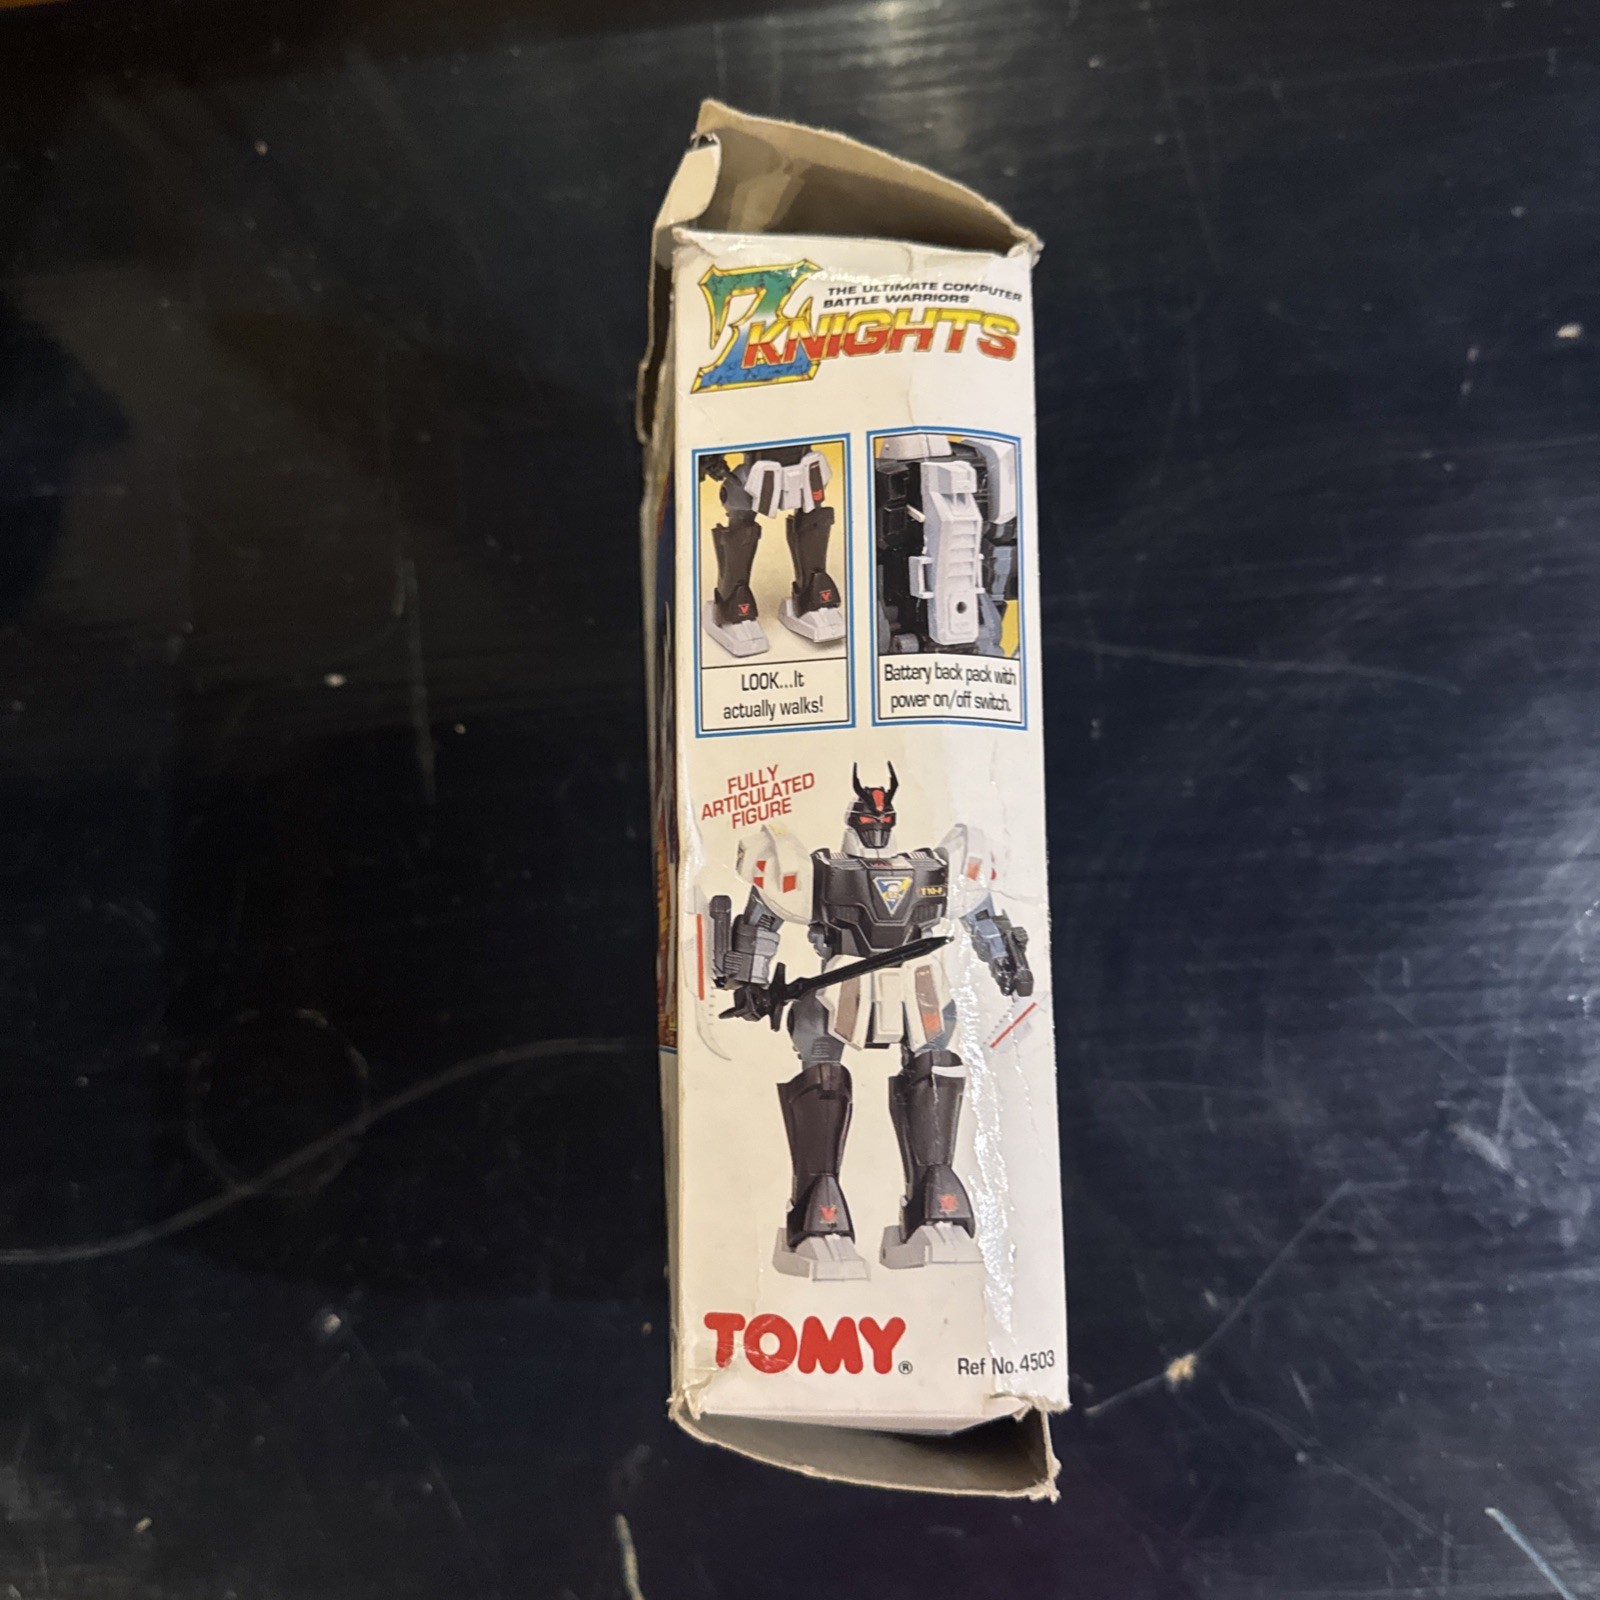 THE ULTIMATE COMPUTER
BATTLE WARRIORS
Z KNIGHTS
LOOK...It
actually walks!
Battery back pack with
power on/off switch.
FULLY
ARTICULATED
FIGURE
TOMY®
Ref No. 4503